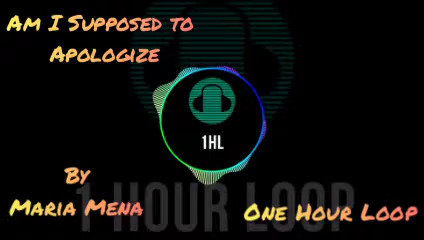 Am I Supposed to
Apologize
1HL
By
Maria Mena
1 HOUR LOOP
One Hour Loop